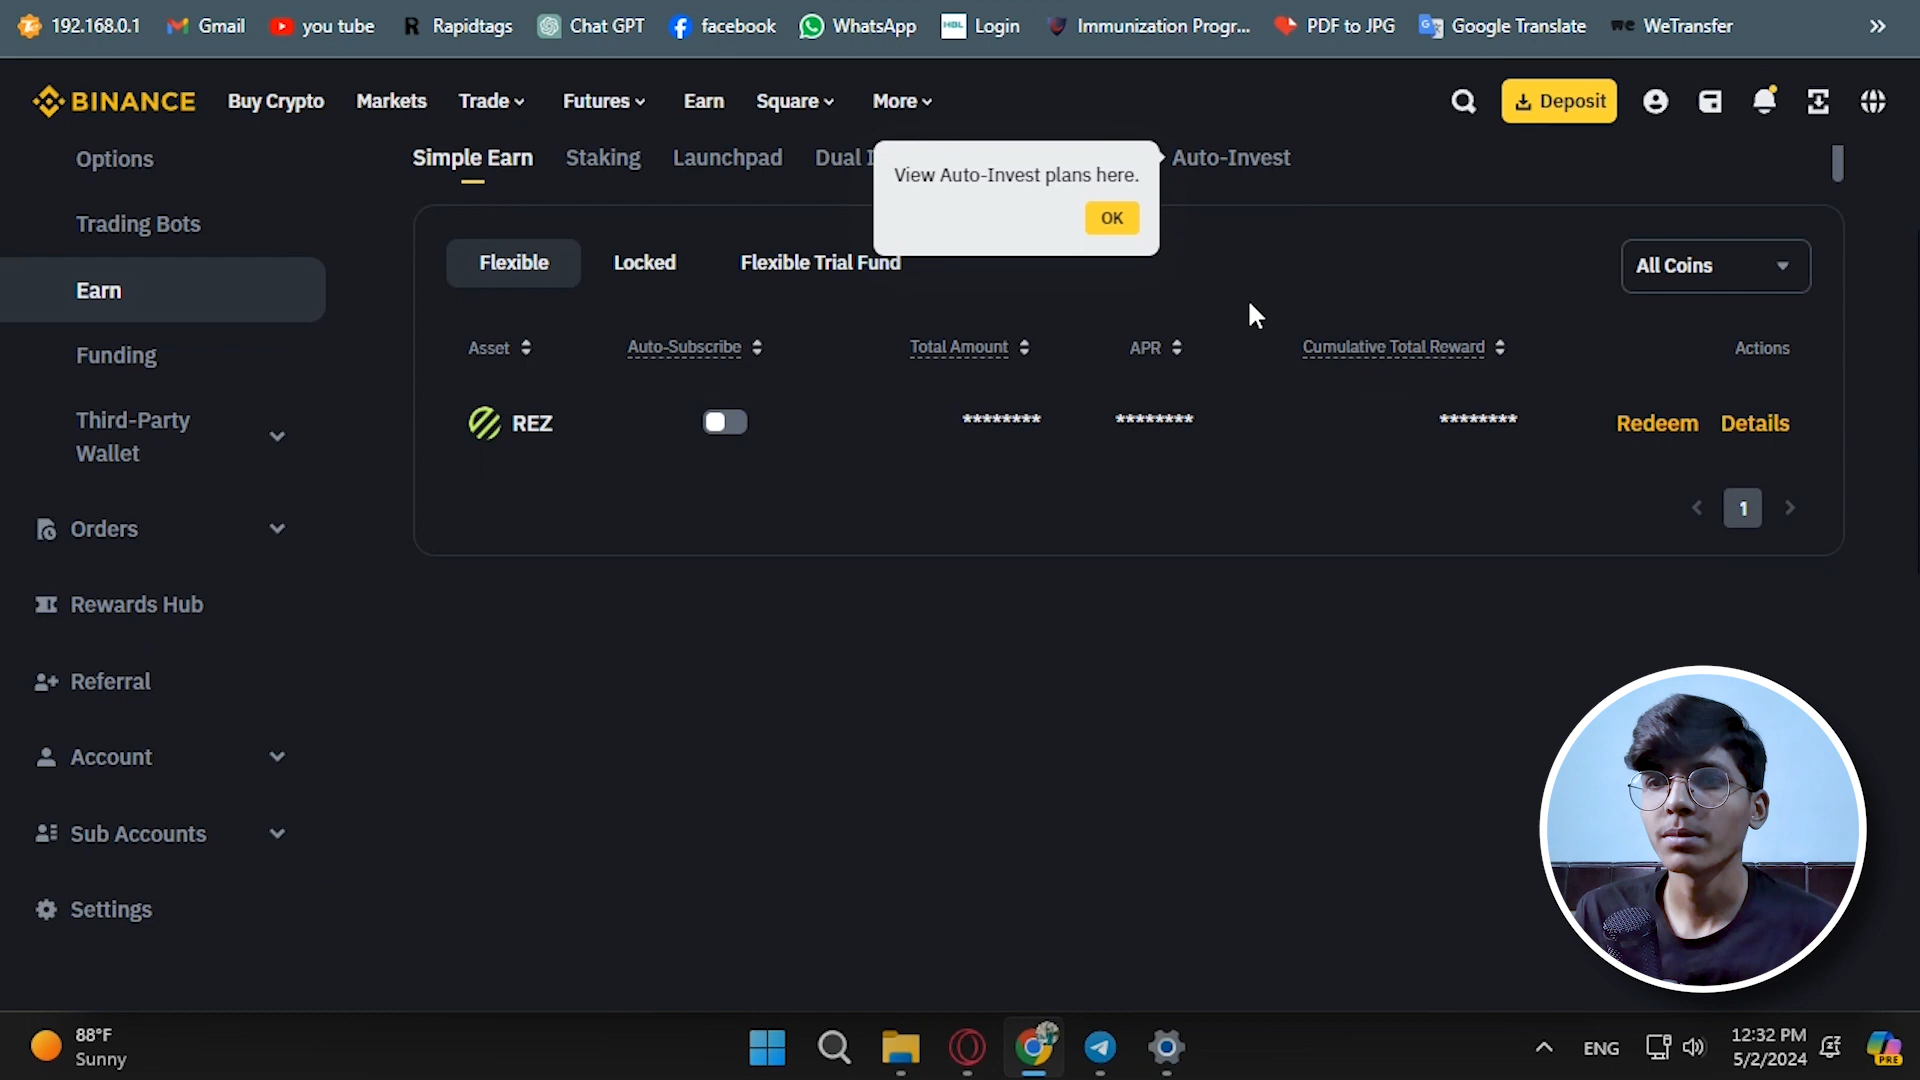 192.168.0.1 Gmail you tube Rapidtags Chat GPT facebook WhatsApp HBL Login Immunization Progr... PDF to JPG Google Translate we WeTransfer
BINANCE Buy Crypto Markets Trade Futures Earn Square More Deposit
Options
Trading Bots
Earn
Funding
Third-Party
Wallet
Orders
Rewards Hub
Referral
Account
Sub Accounts
Settings
Simple Earn Staking Launchpad Dual Auto-Invest
View Auto-Invest plans here.
OK
Flexible Locked Flexible Trial Fund All Coins
Asset Auto-Subscribe Total Amount APR Cumulative Total Reward Actions
REZ ******** ******** ******** Redeem Details
1
88°F
Sunny
ENG
12:32 PM
5/2/2024
PRE